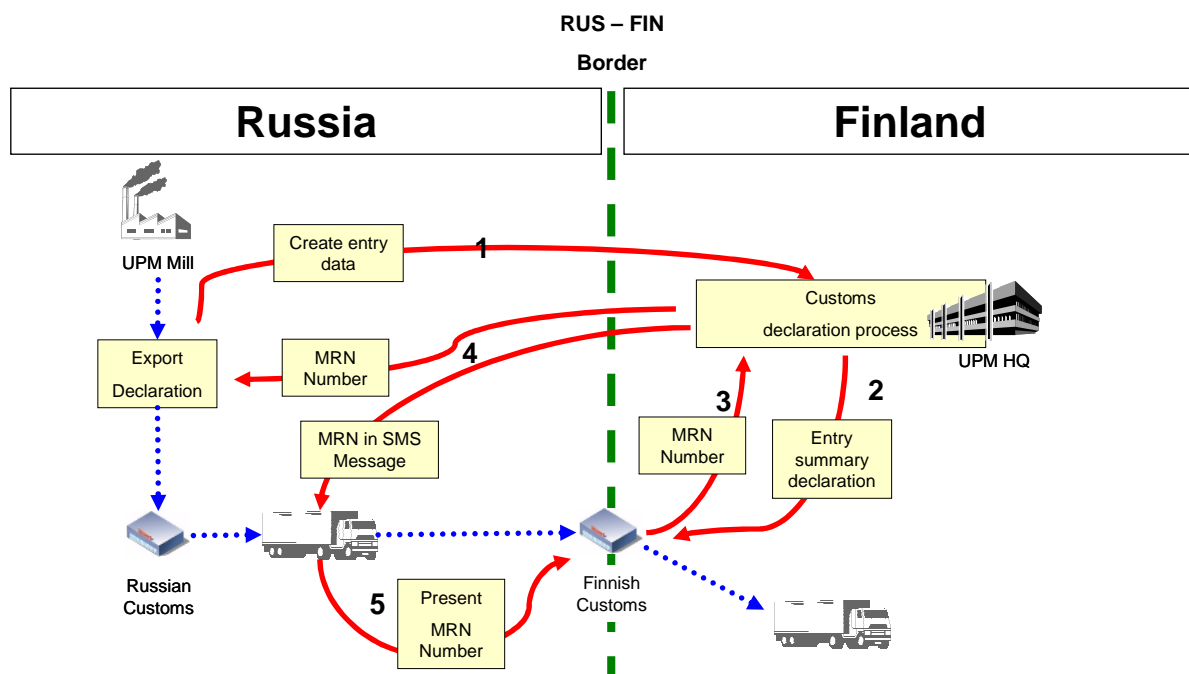 RUS – FIN
Border
Russia
Finland
UPM Mill
Create entry
data
1
Customs
declaration process
UPM HQ
Export
Declaration
MRN
Number
4
3
2
MRN in SMS
Message
MRN
Number
Entry
summary
declaration
Russian
Customs
5
Present
MRN
Number
Finnish
Customs